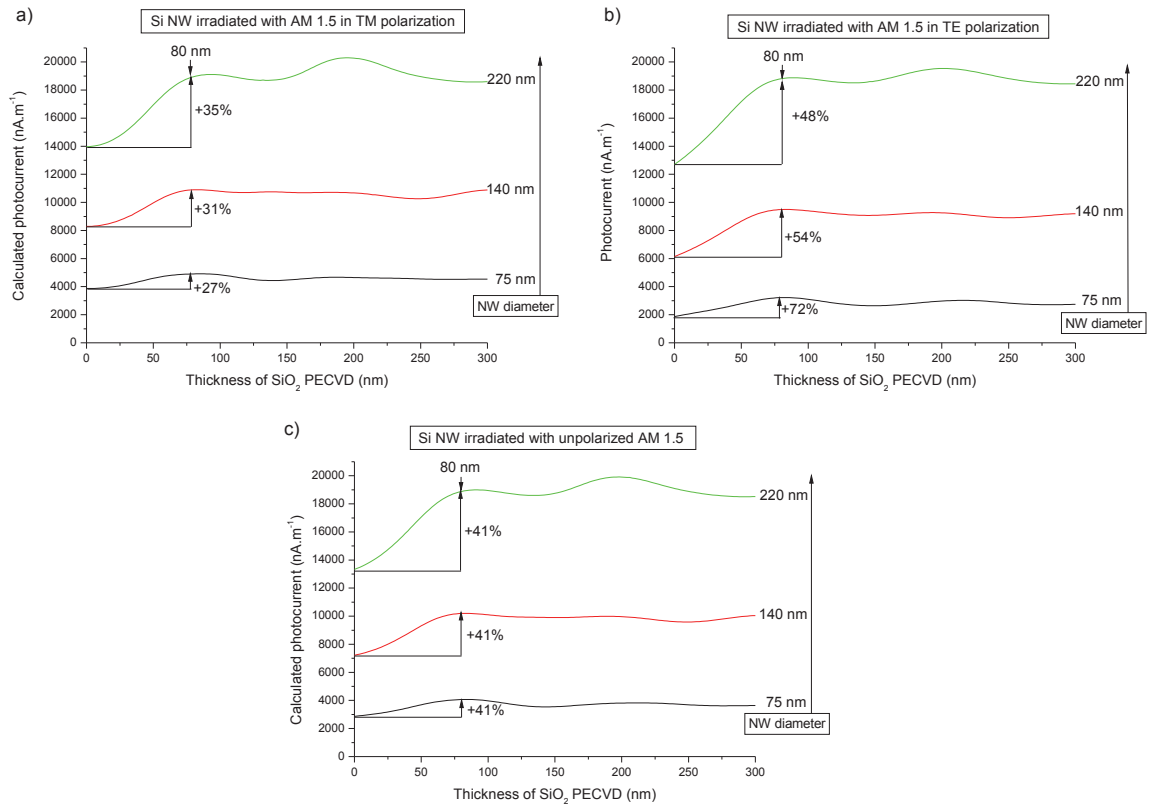 a)
Si NW irradiated with AM 1.5 in TM polarization
80 nm
20000
18000
16000
14000
12000
10000
8000
6000
4000
2000
0
Calculated photocurrent (nA.m⁻¹)
+35%
220 nm
+31%
140 nm
+27%
75 nm
NW diameter
0 50 100 150 200 250 300
Thickness of SiO₂ PECVD (nm)
b)
Si NW irradiated with AM 1.5 in TE polarization
80 nm
20000
18000
16000
14000
12000
10000
8000
6000
4000
2000
0
Photocurrent (nA.m⁻¹)
+48%
220 nm
+54%
140 nm
+72%
75 nm
NW diameter
0 50 100 150 200 250 300
Thickness of SiO₂ PECVD (nm)
c)
Si NW irradiated with unpolarized AM 1.5
80 nm
20000
18000
16000
14000
12000
10000
8000
6000
4000
2000
0
Calculated photocurrent (nA.m⁻¹)
+41%
220 nm
+41%
140 nm
+41%
75 nm
NW diameter
0 50 100 150 200 250 300
Thickness of SiO₂ PECVD (nm)